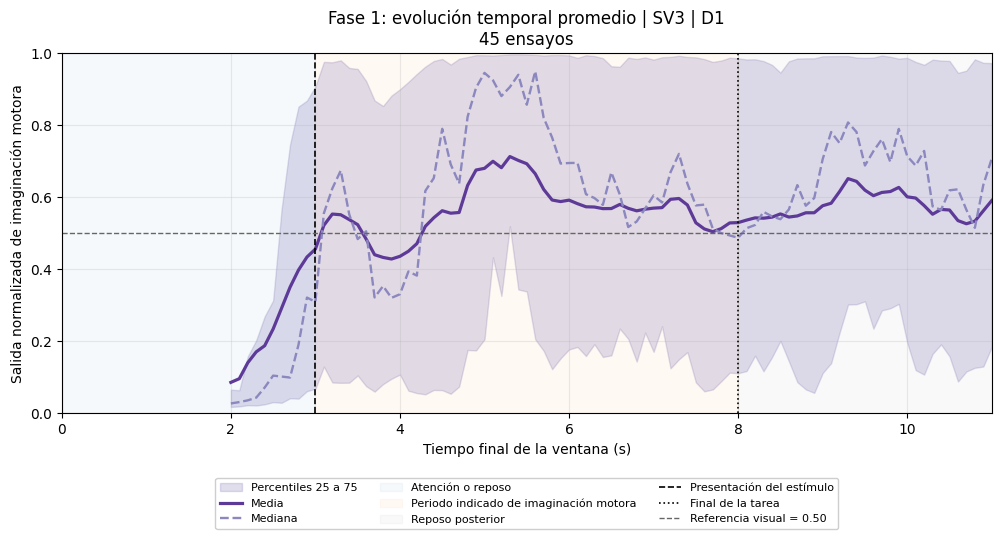 Fase 1: evolución temporal promedio | SV3 | D1
45 ensayos
Salida normalizada de imaginación motora
1.0
0.8
0.6
0.4
0.2
0.0
0 2 4 6 8 10
Tiempo final de la ventana (s)
Percentiles 25 a 75
Media
Mediana
Atención o reposo
Periodo indicado de imaginación motora
Reposo posterior
Presentación del estímulo
Final de la tarea
Referencia visual = 0.50